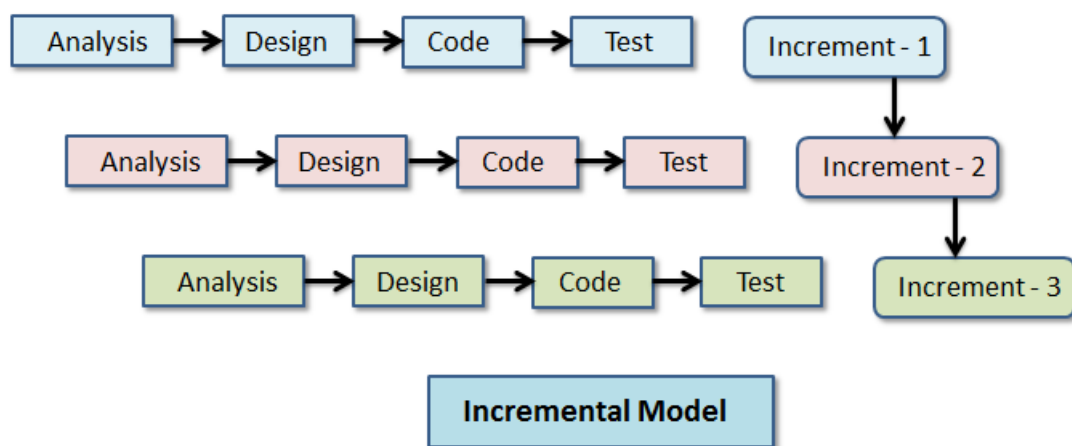 Analysis Design Code Test Increment - 1
Analysis Design Code Test Increment - 2
Analysis Design Code Test Increment - 3
Incremental Model